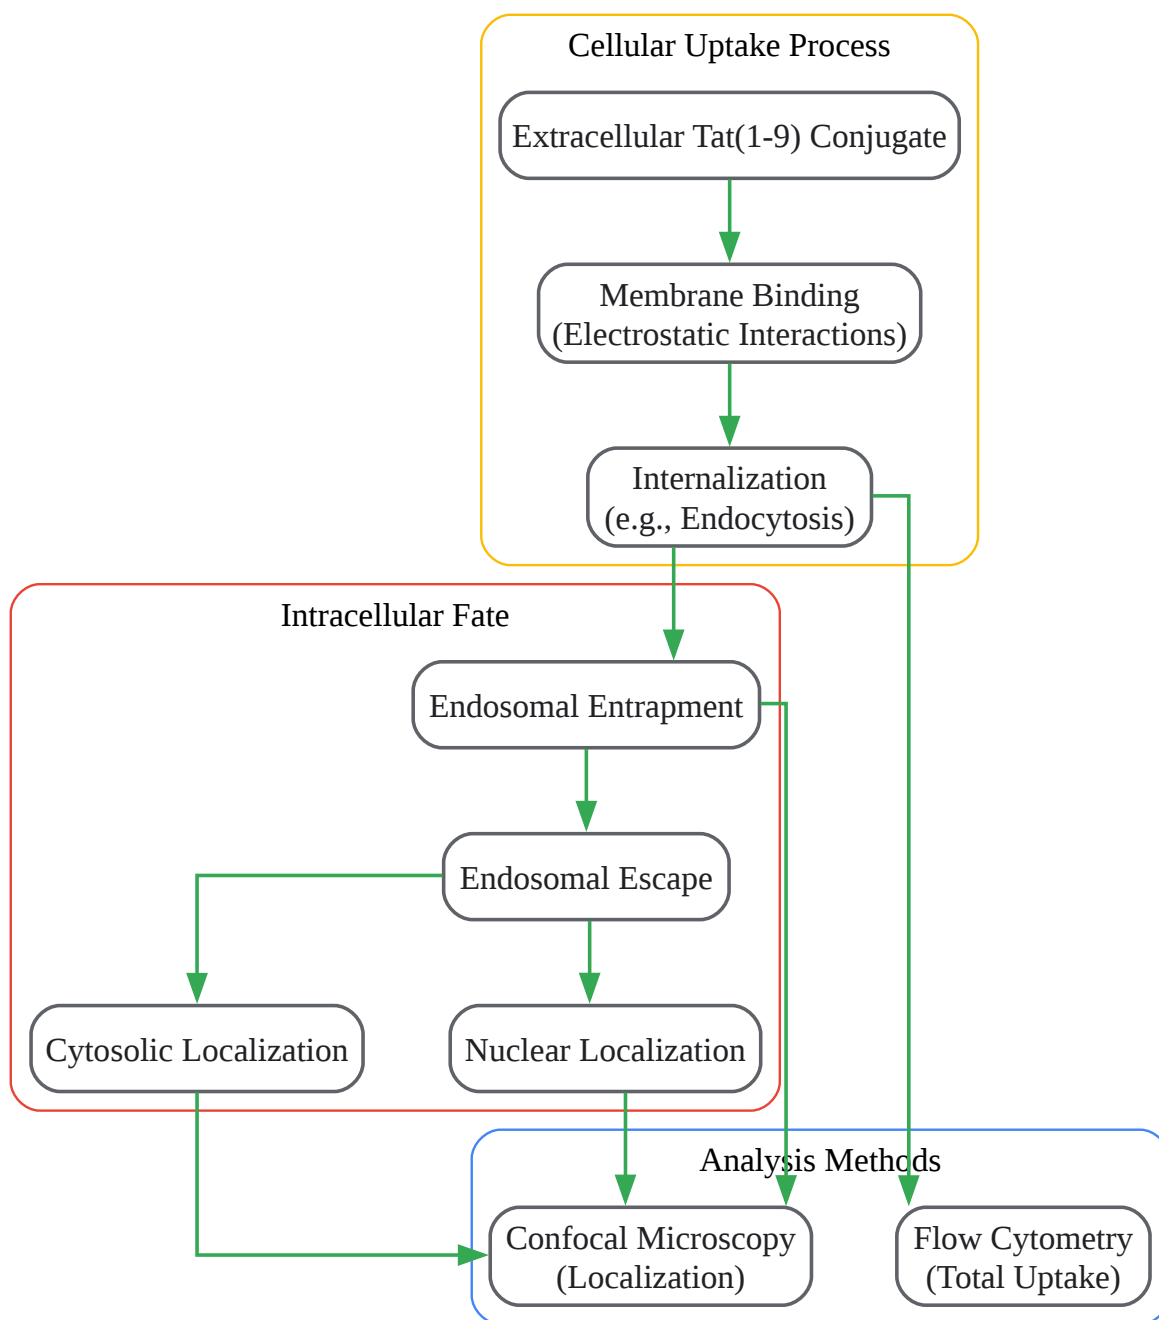 Cellular Uptake Process
Extracellular Tat(1-9) Conjugate
Membrane Binding
(Electrostatic Interactions)
Internalization
(e.g., Endocytosis)
Intracellular Fate
Endosomal Entrapment
Endosomal Escape
Cytosolic Localization
Nuclear Localization
Analysis Methods
Confocal Microscopy
(Localization)
Flow Cytometry
(Total Uptake)